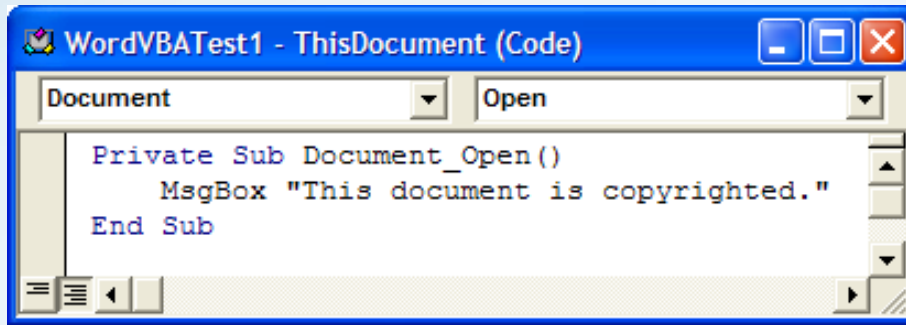 WordVBATest1 - ThisDocument (Code)
Document Open
Private Sub Document_Open()
    MsgBox "This document is copyrighted."
End Sub